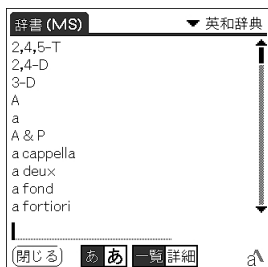 辞書 (MS) ▼ 英和辞典
2,4,5-T
2,4-D
3-D
A
a
A & P
a cappella
a deux
a fond
a fortiori
閉じる あ あ 一覧 詳細 a